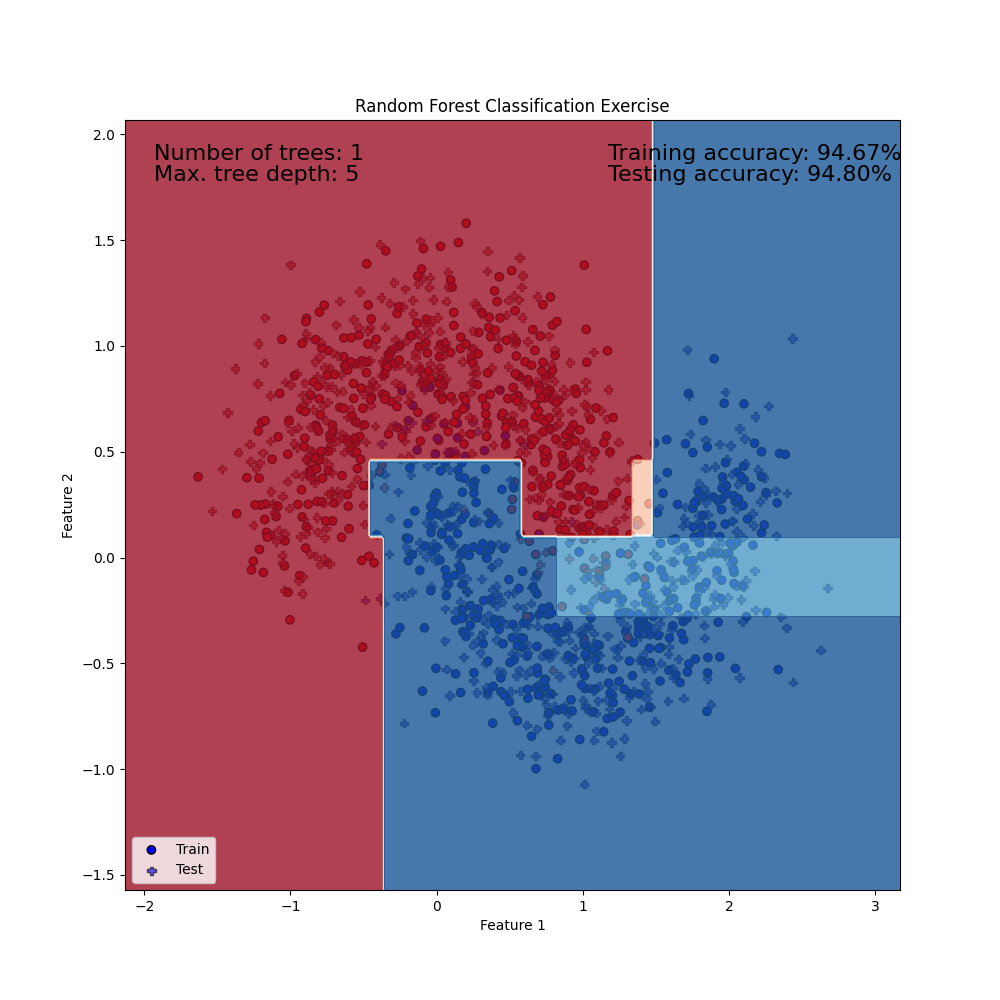 Random Forest Classification Exercise
Number of trees: 1
Training accuracy: 94.67%
Max. tree depth: 5
Testing accuracy: 94.80%
2.0
1.5
1.0
0.5
0.0
−0.5
−1.0
−1.5
Feature 2
Train
Test
−2
−1
0
1
2
3
Feature 1